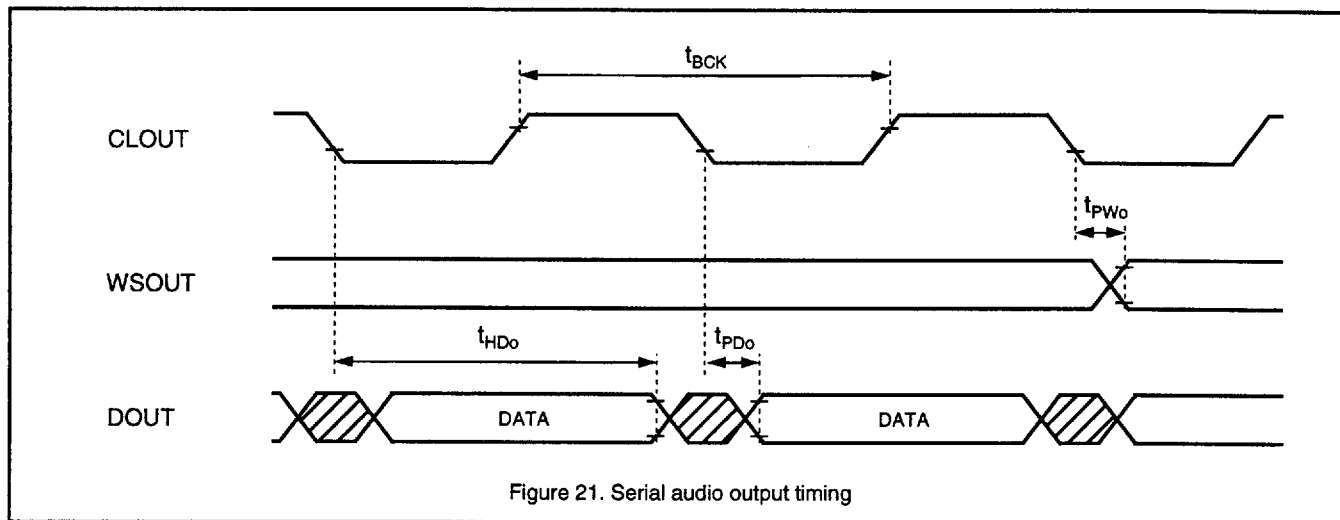 t_BCK
CLOUT
t_PWo
WSOUT
t_HDo
t_PDo
DOUT
DATA
DATA
Figure 21. Serial audio output timing